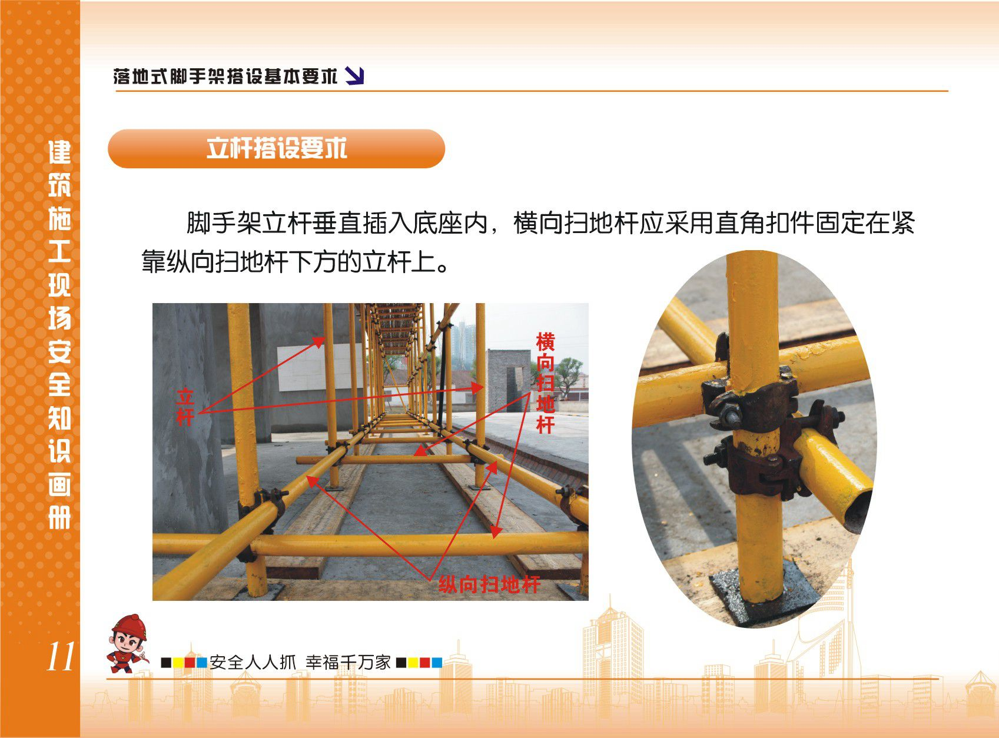 落地式脚手架搭设基本要求
建筑施工现场安全知识画册
立杆搭设要求
脚手架立杆垂直插入底座内，横向扫地杆应采用直角扣件固定在紧
靠纵向扫地杆下方的立杆上。
立杆
横向扫地杆
纵向扫地杆
11
安全人人抓 幸福千万家